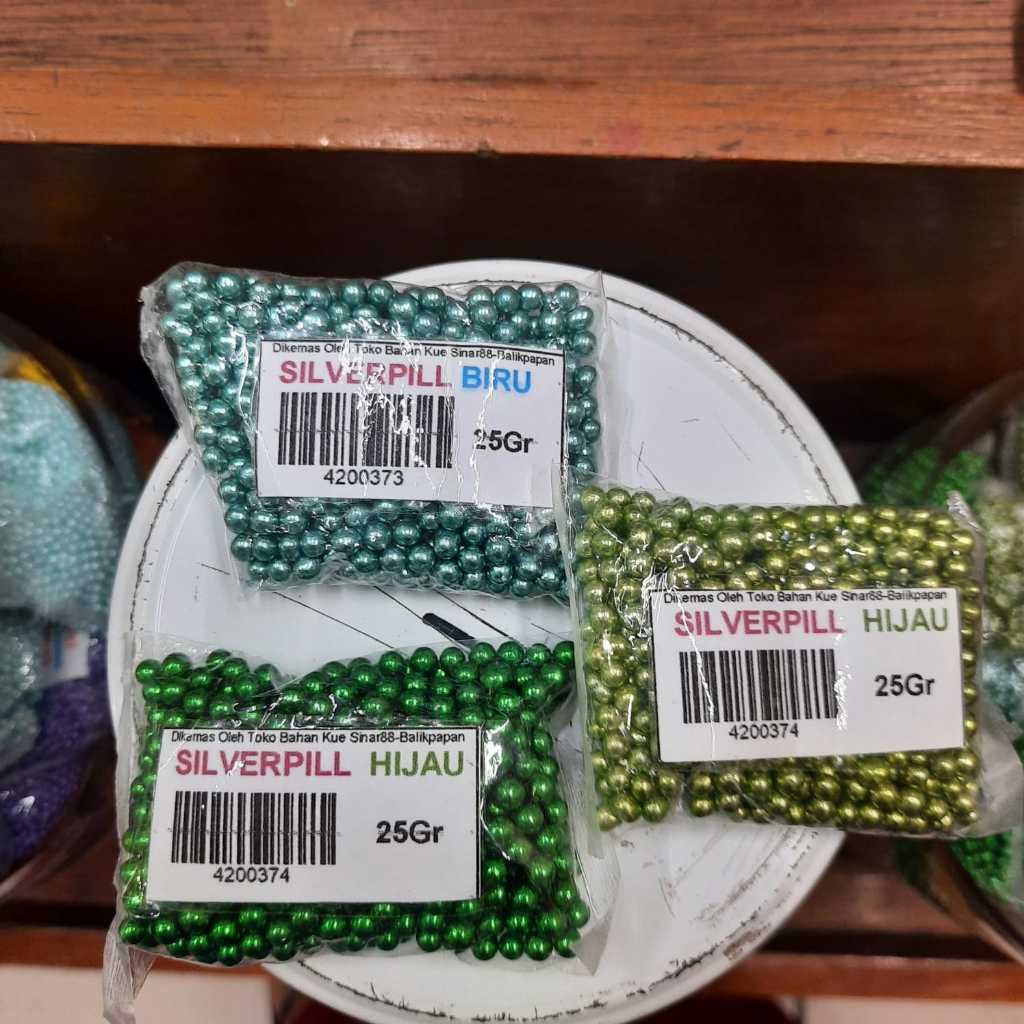 Dikemas Oleh Toko Bahan Kue Sinar88-Balikpapan
SILVERPILL BIRU
25Gr
4200373
Dikemas Oleh Toko Bahan Kue Sinar88-Balikpapan
SILVERPILL HIJAU
25Gr
4200374
Dikemas Oleh Toko Bahan Kue Sinar88-Balikpapan
SILVERPILL HIJAU
25Gr
4200374